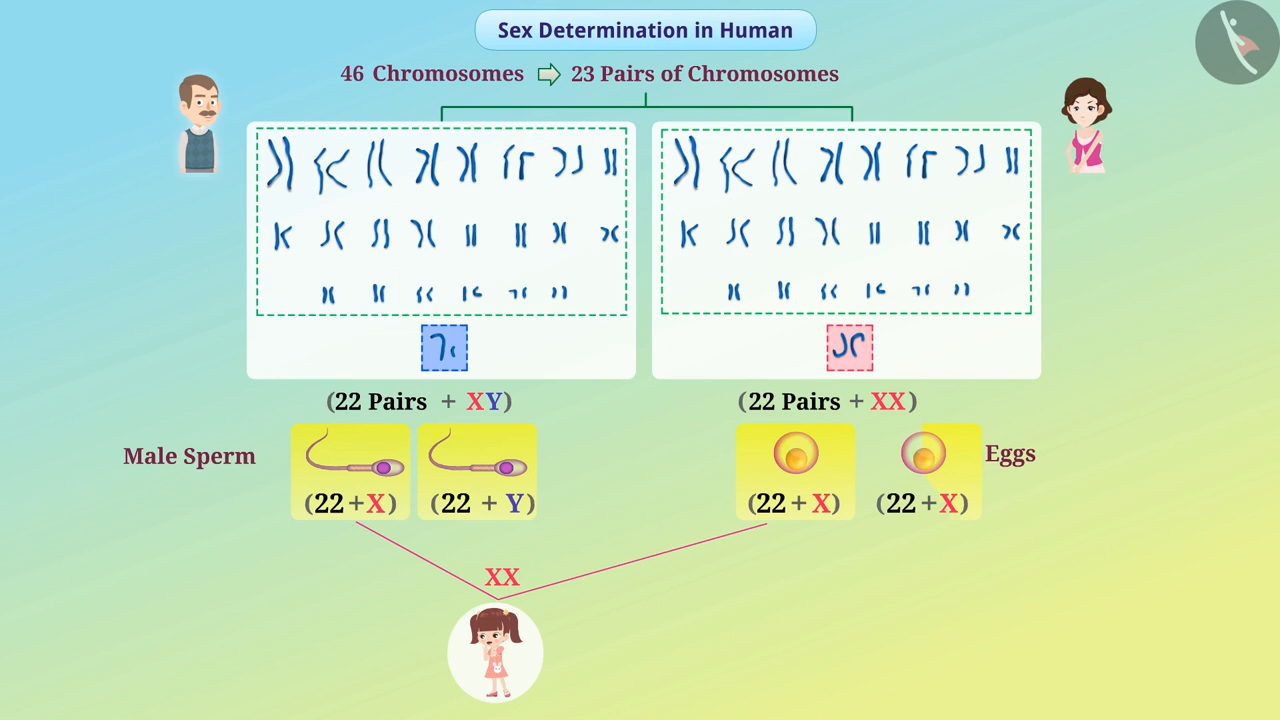 Sex Determination in Human
46 Chromosomes 23 Pairs of Chromosomes
(22 Pairs + XY) (22 Pairs + XX)
Male Sperm Eggs
(22+X) (22 + Y) (22+X) (22+X)
XX